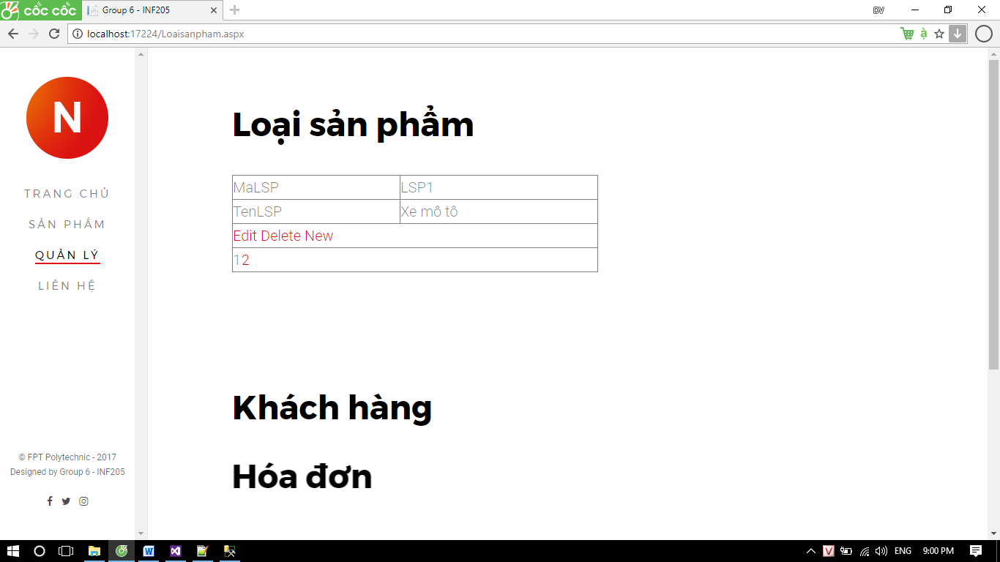 cốc cốc
Group 6 - INF205
DV
localhost:17224/Loaisanpham.aspx
N
TRANG CHỦ
SẢN PHẨM
QUẢN LÝ
LIÊN HỆ
© FPT Polytechnic - 2017
Designed by Group 6 - INF205
Loại sản phẩm
MaLSP LSP1
TenLSP Xe mô tô
Edit Delete New
12
Khách hàng
Hóa đơn
ENG 9:00 PM